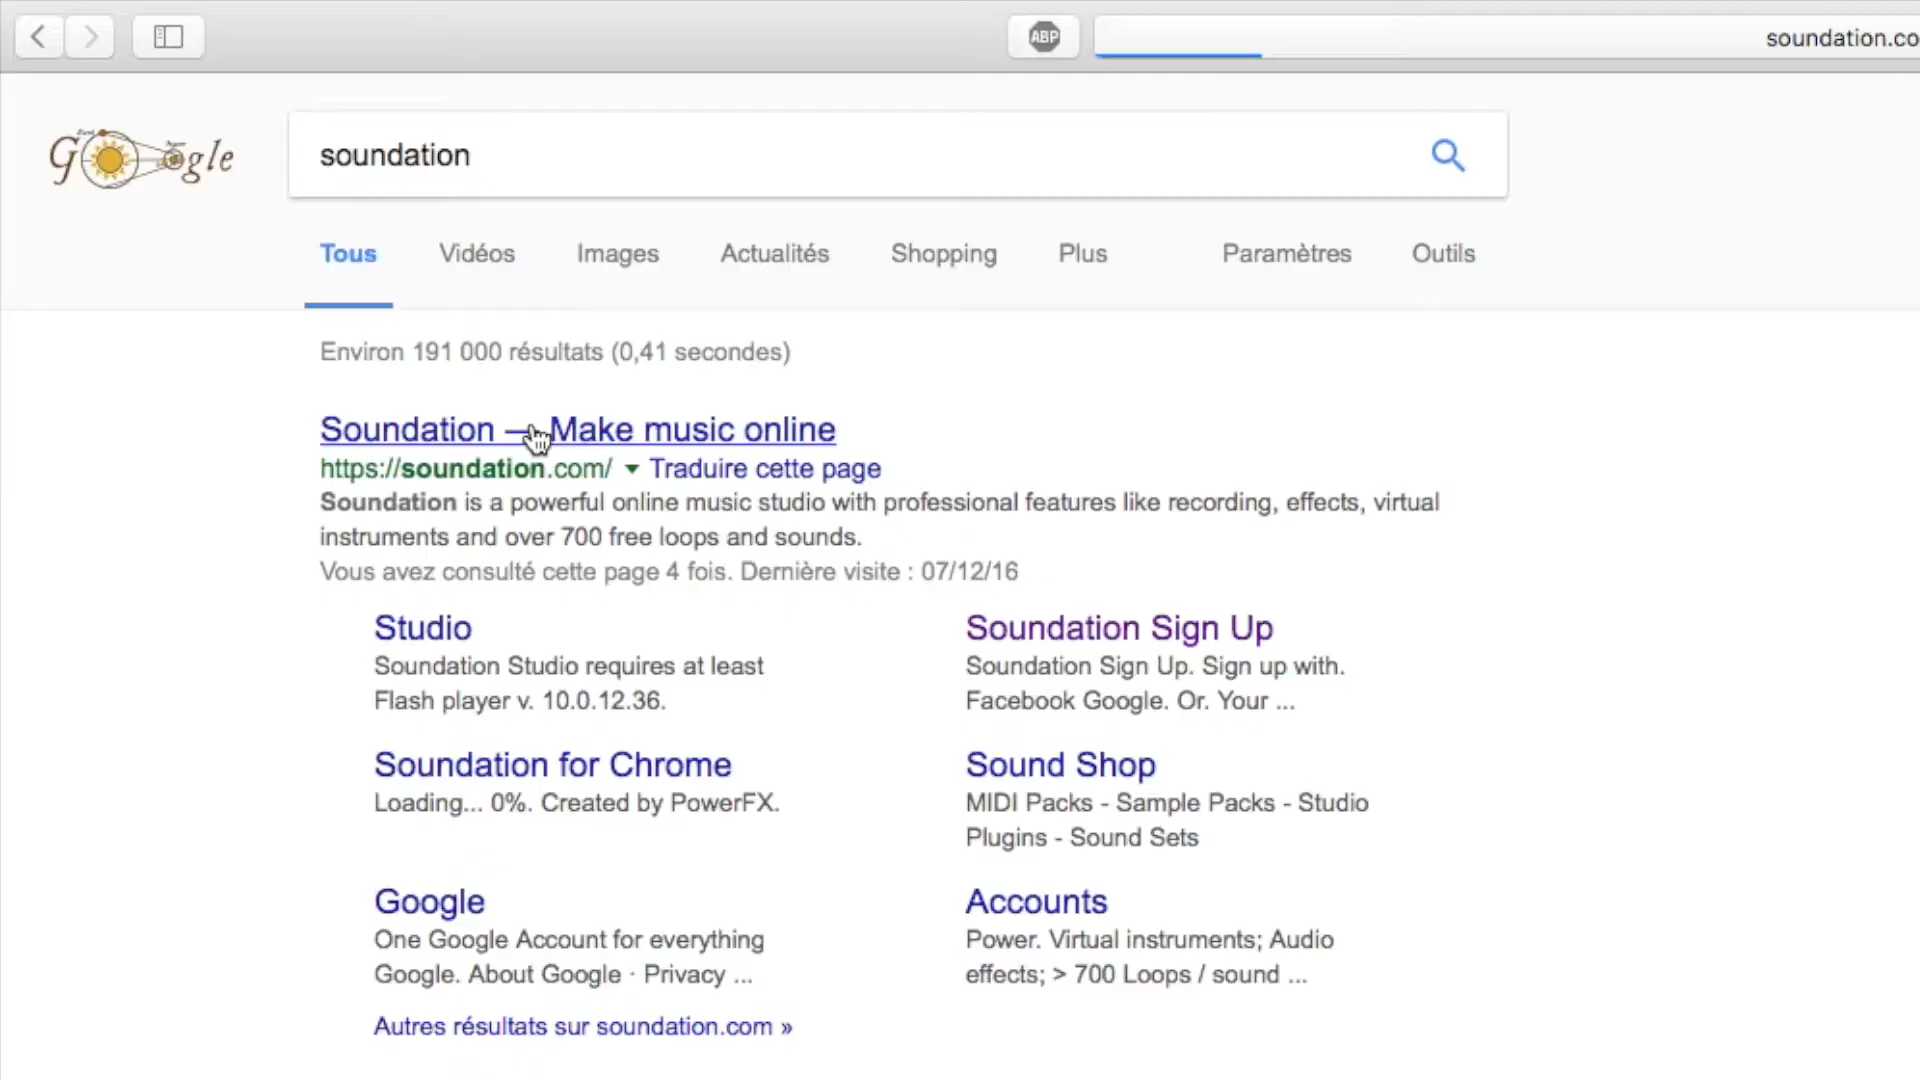 ABP
soundation.co
Google
soundation
Tous Vidéos Images Actualités Shopping Plus Paramètres Outils
Environ 191 000 résultats (0,41 secondes)
Soundation — Make music online
https://soundation.com/ Traduire cette page
Soundation is a powerful online music studio with professional features like recording, effects, virtual
instruments and over 700 free loops and sounds.
Vous avez consulté cette page 4 fois. Dernière visite : 07/12/16
Studio
Soundation Studio requires at least
Flash player v. 10.0.12.36.
Soundation Sign Up
Soundation Sign Up. Sign up with.
Facebook Google. Or. Your ...
Soundation for Chrome
Loading... 0%. Created by PowerFX.
Sound Shop
MIDI Packs - Sample Packs - Studio
Plugins - Sound Sets
Google
One Google Account for everything
Google. About Google · Privacy ...
Accounts
Power. Virtual instruments; Audio
effects; > 700 Loops / sound ...
Autres résultats sur soundation.com »